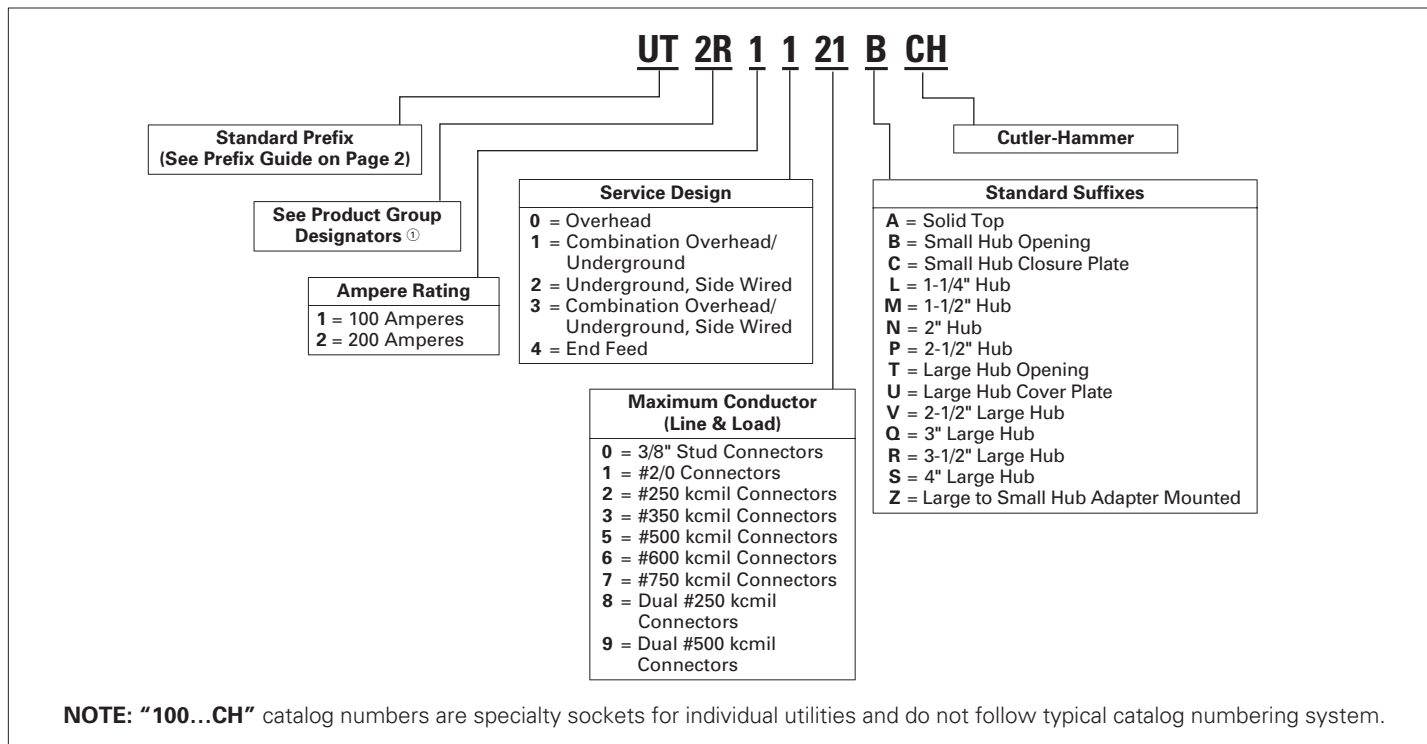 UT 2R 1 1 21 B CH
Standard Prefix
(See Prefix Guide on Page 2)
See Product Group
Designators ①
Ampere Rating
1 = 100 Amperes
2 = 200 Amperes
Service Design
0 = Overhead
1 = Combination Overhead/
Underground
2 = Underground, Side Wired
3 = Combination Overhead/
Underground, Side Wired
4 = End Feed
Maximum Conductor
(Line & Load)
0 = 3/8" Stud Connectors
1 = #2/0 Connectors
2 = #250 kcmil Connectors
3 = #350 kcmil Connectors
5 = #500 kcmil Connectors
6 = #600 kcmil Connectors
7 = #750 kcmil Connectors
8 = Dual #250 kcmil
Connectors
9 = Dual #500 kcmil
Connectors
Cutler-Hammer
Standard Suffixes
A = Solid Top
B = Small Hub Opening
C = Small Hub Closure Plate
L = 1-1/4" Hub
M = 1-1/2" Hub
N = 2" Hub
P = 2-1/2" Hub
T = Large Hub Opening
U = Large Hub Cover Plate
V = 2-1/2" Large Hub
Q = 3" Large Hub
R = 3-1/2" Large Hub
S = 4" Large Hub
Z = Large to Small Hub Adapter Mounted
NOTE: "100...CH" catalog numbers are specialty sockets for individual utilities and do not follow typical catalog numbering system.